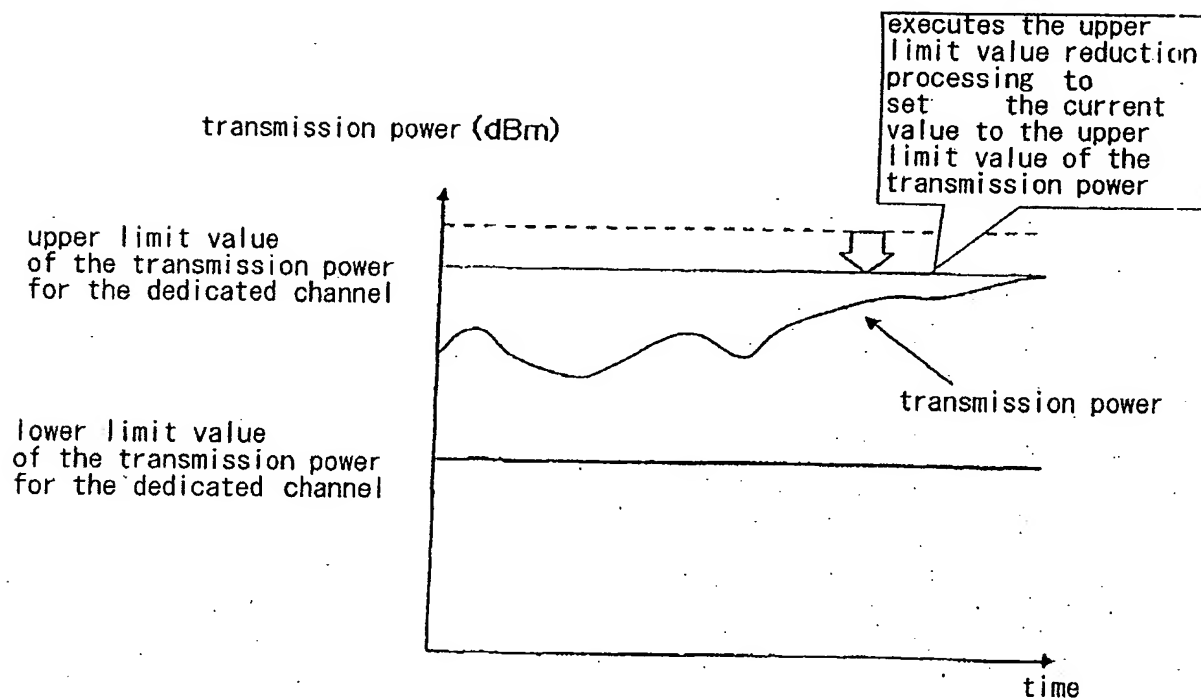 executes the upper
limit value reduction
processing to
set the current
value to the upper
limit value of the
transmission power
transmission power (dBm)
upper limit value
of the transmission power
for the dedicated channel
transmission power
lower limit value
of the transmission power
for the dedicated channel
time